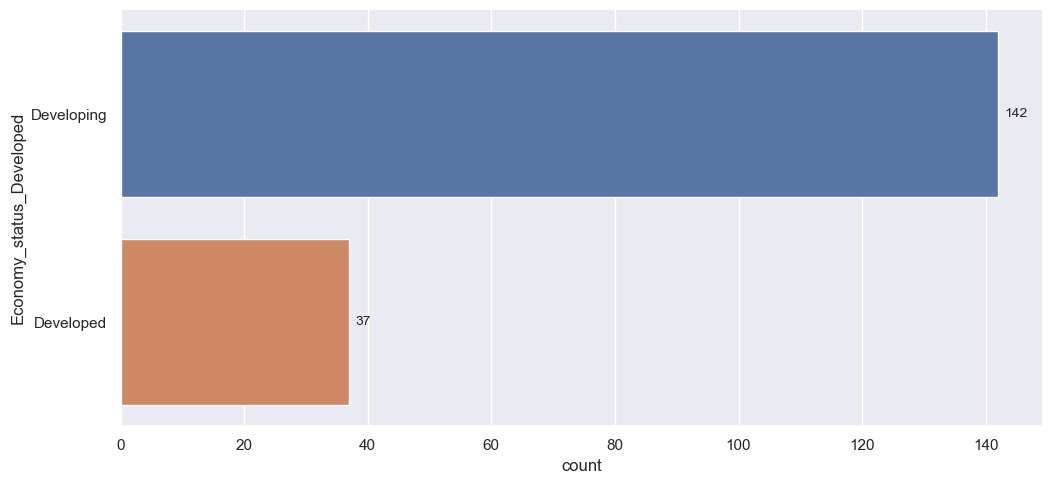 Economy_status_Developed
Developing
142
Developed
37
0 20 40 60 80 100 120 140
count